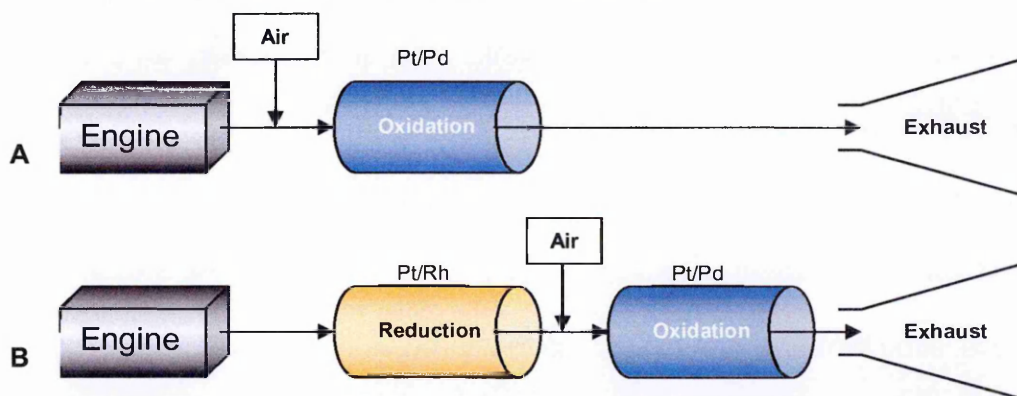 Air
Pt/Pd
Engine
Oxidation
Exhaust
A
Air
Pt/Rh
Pt/Pd
Engine
Reduction
Oxidation
Exhaust
B